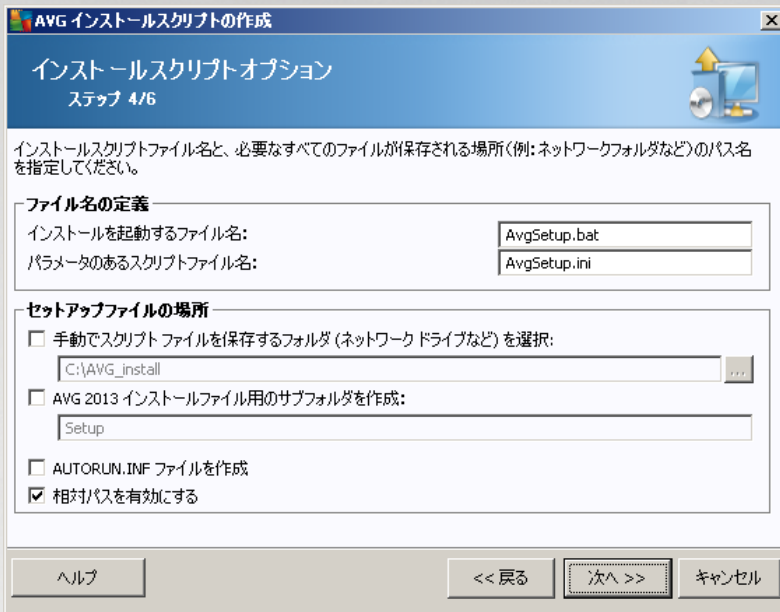 AVG インストールスクリプトの作成
インストールスクリプトオプション
ステップ 4/6
インストールスクリプトファイル名と、必要なすべてのファイルが保存される場所(例:ネットワークフォルダなど)のパス名
を指定してください。
ファイル名の定義
インストールを起動するファイル名:
AvgSetup.bat
パラメータのあるスクリプトファイル名:
AvgSetup.ini
セットアップファイルの場所
手動でスクリプト ファイルを保存するフォルダ (ネットワーク ドライブなど) を選択:
C:\AVG_install
...
AVG 2013 インストールファイル用のサブフォルダを作成:
Setup
AUTORUN.INF ファイルを作成
相対パスを有効にする
ヘルプ
<< 戻る
次へ >>
キャンセル